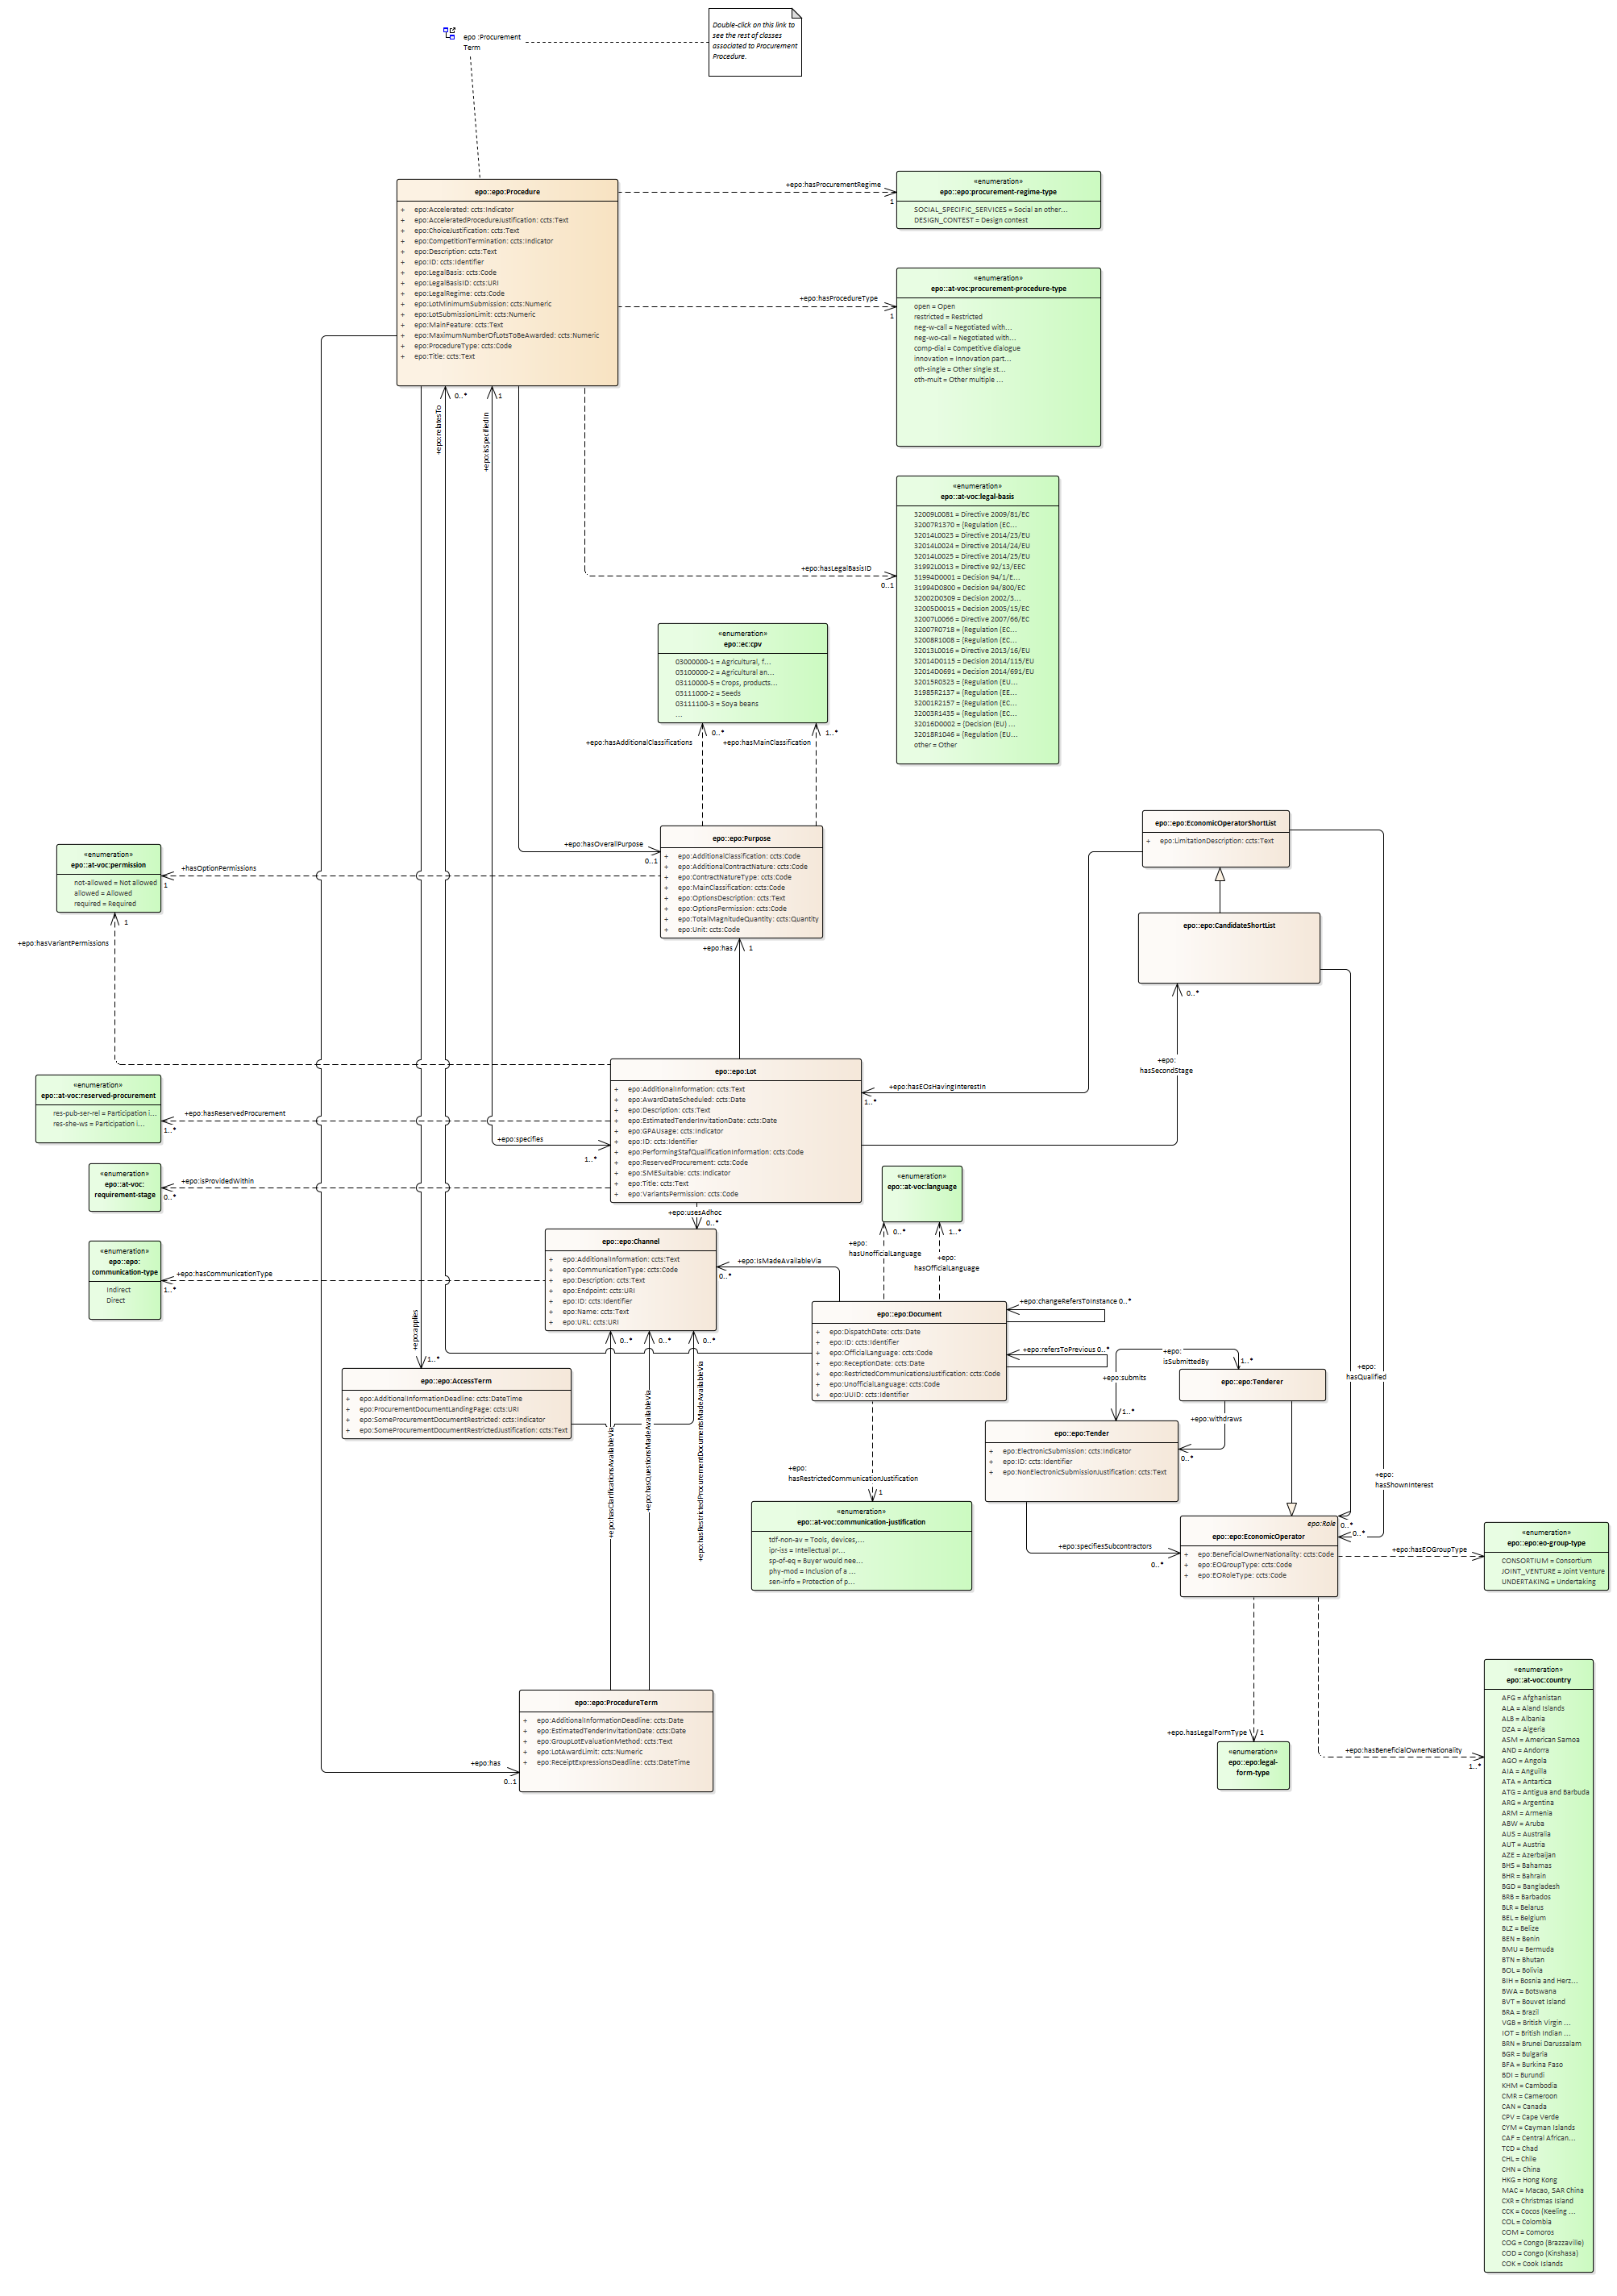 epo :Procurement
Term
Double-click on this link to
see the rest of classes
associated to Procurement
Procedure.
epo::epo:Procedure
+ epo:Accelerated: ccts:Indicator
+ epo:AcceleratedProcedureJustification: ccts:Text
+ epo:ChoiceJustification: ccts:Text
+ epo:CompetitionTermination: ccts:Indicator
+ epo:Description: ccts:Text
+ epo:ID: ccts:Identifier
+ epo:LegalBasis: ccts:Code
+ epo:LegalBasisID: ccts:URI
+ epo:LegalRegime: ccts:Code
+ epo:LotMinimumSubmission: ccts:Numeric
+ epo:LotSubmissionLimit: ccts:Numeric
+ epo:MainFeature: ccts:Text
+ epo:MaximumNumberOfLotsToBeAwarded: ccts:Numeric
+ epo:ProcedureType: ccts:Code
+ epo:Title: ccts:Text
+epo:hasProcurementRegime
1
«enumeration»
epo::epo:procurement-regime-type
SOCIAL_SPECIFIC_SERVICES = Social an other...
DESIGN_CONTEST = Design contest
+epo:hasProcedureType
1
«enumeration»
epo::at-voc:procurement-procedure-type
open = Open
restricted = Restricted
neg-w-call = Negotiated with...
neg-wo-call = Negotiated with...
comp-dial = Competitive dialogue
innovation = Innovation part...
oth-single = Other single st...
oth-mult = Other multiple ...
+epo:relatesTo
0..*
+epo:isSpecifiedIn
1
+epo:hasLegalBasisID
0..1
«enumeration»
epo::at-voc:legal-basis
32009L0081 = Directive 2009/81/EC
32007R1370 = (Regulation (EC...
32014L0023 = Directive 2014/23/EU
32014L0024 = Directive 2014/24/EU
32014L0025 = Directive 2014/25/EU
31992L0013 = Directive 92/13/EEC
31994D0001 = Decision 94/1/E...
31994D0800 = Decision 94/800/EC
32002D0309 = Decision 2002/3...
32005D0015 = Decision 2005/15/EC
32007L0066 = Directive 2007/66/EC
32007R0718 = (Regulation (EC...
32008R1008 = (Regulation (EC...
32013L0016 = Directive 2013/16/EU
32014D0115 = Decision 2014/115/EU
32014D0691 = Decision 2014/691/EU
32015R0323 = (Regulation (EU...
31985R2137 = (Regulation (EE...
32001R2157 = (Regulation (EC...
32003R1435 = (Regulation (EC...
32016D0002 = (Decision (EU) ...
32018R1046 = (Regulation (EU...
other = Other
«enumeration»
epo::ec:cpv
03000000-1 = Agricultural, f...
03100000-2 = Agricultural an...
03110000-5 = Crops, products...
03111000-2 = Seeds
03111100-3 = Soya beans
...
+epo:hasAdditionalClassifications
0..*
+epo:hasMainClassification
1..*
+epo:hasOverallPurpose
0..1
epo::epo:Purpose
+ epo:AdditionalClassification: ccts:Code
+ epo:AdditionalContractNature: ccts:Code
+ epo:ContractNatureType: ccts:Code
+ epo:MainClassification: ccts:Code
+ epo:OptionsDescription: ccts:Text
+ epo:OptionsPermission: ccts:Code
+ epo:TotalMagnitudeQuantity: ccts:Quantity
+ epo:Unit: ccts:Code
+epo:has
1
«enumeration»
epo::at-voc:permission
not-allowed = Not allowed
allowed = Allowed
required = Required
+hasOptionPermissions
1
1
+epo:hasVariantPermissions
epo::epo:EconomicOperatorShortList
+ epo:LimitationDescription: ccts:Text
epo::epo:CandidateShortList
0..*
+epo:
hasSecondStage
+epo:hasEOsHavingInterestIn
1..*
epo::epo:Lot
+ epo:AdditionalInformation: ccts:Text
+ epo:AwardDateScheduled: ccts:Date
+ epo:Description: ccts:Text
+ epo:EstimatedTenderInvitationDate: ccts:Date
+ epo:GPAUsage: ccts:Indicator
+ epo:ID: ccts:Identifier
+ epo:PerformingStafQualificationInformation: ccts:Code
+ epo:ReservedProcurement: ccts:Code
+ epo:SMESuitable: ccts:Indicator
+ epo:Title: ccts:Text
+ epo:VariantsPermission: ccts:Code
+epo:specifies
1..*
«enumeration»
epo::at-voc:reserved-procurement
res-pub-ser-rel = Participation i...
res-she-ws = Participation i...
+epo:hasReservedProcurement
1..*
«enumeration»
epo::at-voc:
requirement-stage
+epo:isProvidedWithin
0..*
+epo:usesAdhoc
0..*
«enumeration»
epo::epo:
communication-type
Indirect
Direct
+epo:hasCommunicationType
1..*
epo::epo:Channel
+ epo:AdditionalInformation: ccts:Text
+ epo:CommunicationType: ccts:Code
+ epo:Description: ccts:Text
+ epo:Endpoint: ccts:URI
+ epo:ID: ccts:Identifier
+ epo:Name: ccts:Text
+ epo:URL: ccts:URI
+epo:IsMadeAvailableVia
0..*
«enumeration»
epo::at-voc:language
0..*
+epo:
hasUnofficialLanguage
1..*
+epo:
hasOfficialLanguage
epo::epo:Document
+ epo:DispatchDate: ccts:Date
+ epo:ID: ccts:Identifier
+ epo:OfficialLanguage: ccts:Code
+ epo:ReceptionDate: ccts:Date
+ epo:RestrictedCommunicationsJustification: ccts:Code
+ epo:UnofficialLanguage: ccts:Code
+ epo:UUID: ccts:Identifier
+epo:changeRefersToInstance 0..*
+epo:refersToPrevious 0..*
+epo:
isSubmittedBy
1..*
+epo:submits
1..*
epo::epo:Tenderer
+epo:withdraws
0..*
epo::epo:Tender
+ epo:ElectronicSubmission: ccts:Indicator
+ epo:ID: ccts:Identifier
+ epo:NonElectronicSubmissionJustification: ccts:Text
+epo:
hasQualified
+epo:
hasShownInterest
+epo:applies
1..*
epo::epo:AccessTerm
+ epo:AdditionalInformationDeadline: ccts:DateTime
+ epo:ProcurementDocumentLandingPage: ccts:URI
+ epo:SomeProcurementDocumentRestricted: ccts:Indicator
+ epo:SomeProcurementDocumentRestrictedJustification: ccts:Text
0..*
0..*
0..*
+epo:hasClarificationsAvailableVia
+epo:hasQuestionsMadeAvailableVia
+epo:hasRestrictedProcurementDocumentsMadeAvailableVia
+epo:
hasRestrictedCommunicationJustification
1
«enumeration»
epo::at-voc:communication-justification
tdf-non-av = Tools, devices,...
ipr-iss = Intellectual pr...
sp-of-eq = Buyer would nee...
phy-mod = Inclusion of a ...
sen-info = Protection of p...
+epo:specifiesSubcontractors
0..*
epo:Role
epo::epo:EconomicOperator
+ epo:BeneficialOwnerNationality: ccts:Code
+ epo:EOGroupType: ccts:Code
+ epo:EORoleType: ccts:Code
0..*
0..*
+epo:hasEOGroupType
«enumeration»
epo::epo:eo-group-type
CONSORTIUM = Consortium
JOINT_VENTURE = Joint Venture
UNDERTAKING = Undertaking
epo::epo:ProcedureTerm
+ epo:AdditionalInformationDeadline: ccts:Date
+ epo:EstimatedTenderInvitationDate: ccts:Date
+ epo:GroupLotEvaluationMethod: ccts:Text
+ epo:LotAwardLimit: ccts:Numeric
+ epo:ReceiptExpressionsDeadline: ccts:DateTime
+epo:has
0..1
+epo.hasLegalFormType
1
«enumeration»
epo::epo:legal-
form-type
+epo:hasBeneficialOwnerNationality
1..*
«enumeration»
epo::at-voc:country
AFG = Afghanistan
ALA = Aland Islands
ALB = Albania
DZA = Algeria
ASM = American Samoa
AND = Andorra
AGO = Angola
AIA = Anguilla
ATA = Antartica
ATG = Antigua and Barbuda
ARG = Argentina
ARM = Armenia
ABW = Aruba
AUS = Australia
AUT = Austria
AZE = Azerbaijan
BHS = Bahamas
BHR = Bahrain
BGD = Bangladesh
BRB = Barbados
BLR = Belarus
BEL = Belgium
BLZ = Belize
BEN = Benin
BMU = Bermuda
BTN = Bhutan
BOL = Bolivia
BIH = Bosnia and Herz...
BWA = Botswana
BVT = Bouvet Island
BRA = Brazil
VGB = British Virgin ...
IOT = British Indian ...
BRN = Brunei Darussalam
BGR = Bulgaria
BFA = Burkina Faso
BDI = Burundi
KHM = Cambodia
CMR = Cameroon
CAN = Canada
CPV = Cape Verde
CYM = Cayman Islands
CAF = Central African...
TCD = Chad
CHL = Chile
CHN = China
HKG = Hong Kong
MAC = Macao, SAR China
CXR = Christmas Island
CCK = Cocos (Keeling ...
COL = Colombia
COM = Comoros
COG = Congo (Brazzaville)
COD = Congo (Kinshasa)
COK = Cook Islands